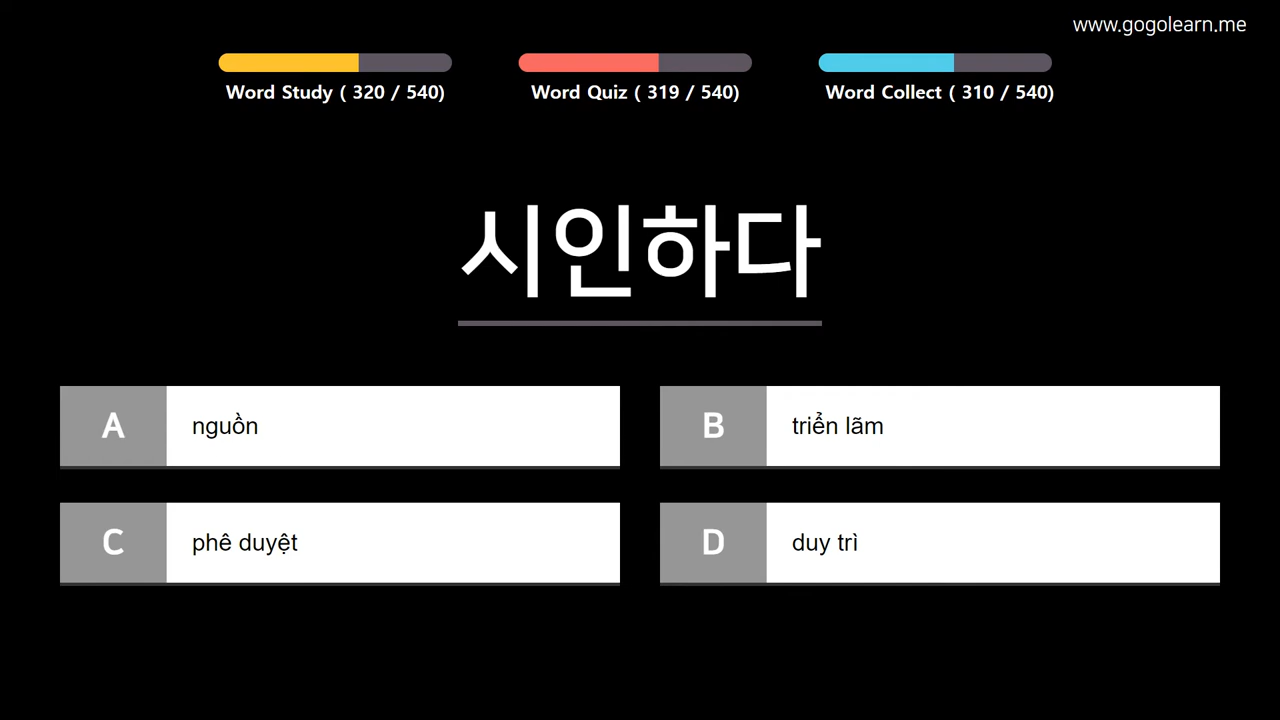 www.gogolearn.me
Word Study ( 320 / 540)
Word Quiz ( 319 / 540)
Word Collect ( 310 / 540)
시인하다
A nguồn
B triển lãm
C phê duyệt
D duy trì